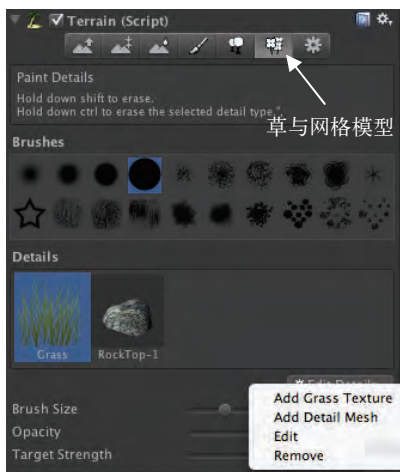 Terrain (Script)
Paint Details
Hold down shift to erase.
Hold down ctrl to erase the selected detail type."
草与网格模型
Brushes
Details
Grass RockTop-1
Edit Details...
Brush Size
Opacity
Target Strength
Add Grass Texture
Add Detail Mesh
Edit
Remove